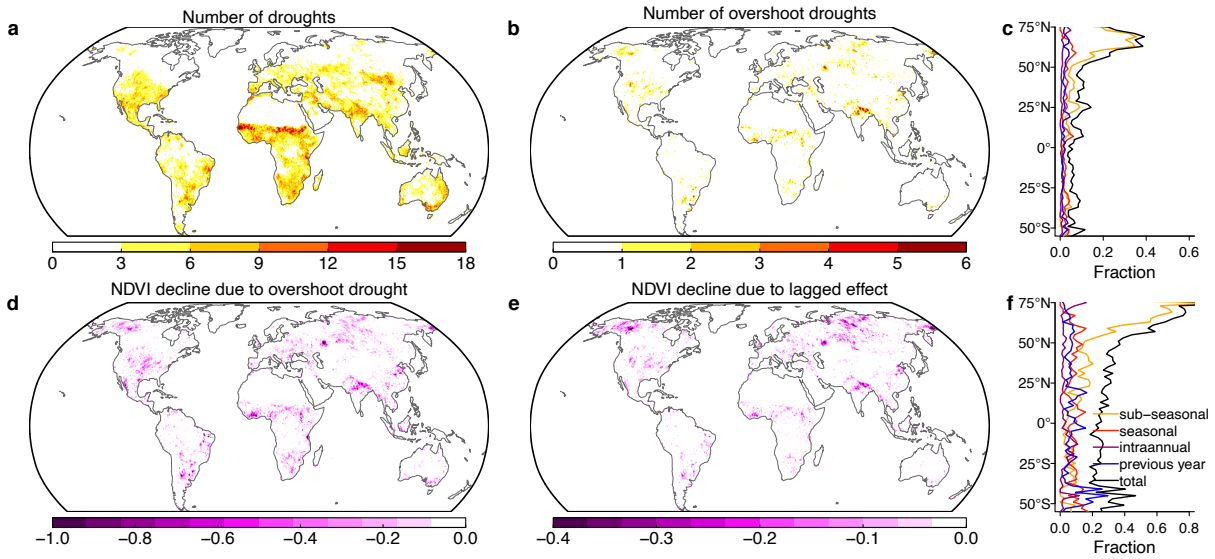 a
Number of droughts
0 3 6 9 12 15 18
b
Number of overshoot droughts
0 1 2 3 4 5 6
c
75°N
50°N
25°N
0°
25°S
50°S
0.0 0.2 0.4 0.6
Fraction
d
NDVI decline due to overshoot drought
−1.0 −0.8 −0.6 −0.4 −0.2 0.0
e
NDVI decline due to lagged effect
−0.4 −0.3 −0.2 −0.1 0.0
f
75°N
50°N
25°N
0°
25°S
50°S
sub−seasonal
seasonal
intraannual
previous year
total
0.0 0.2 0.4 0.6 0.8
Fraction